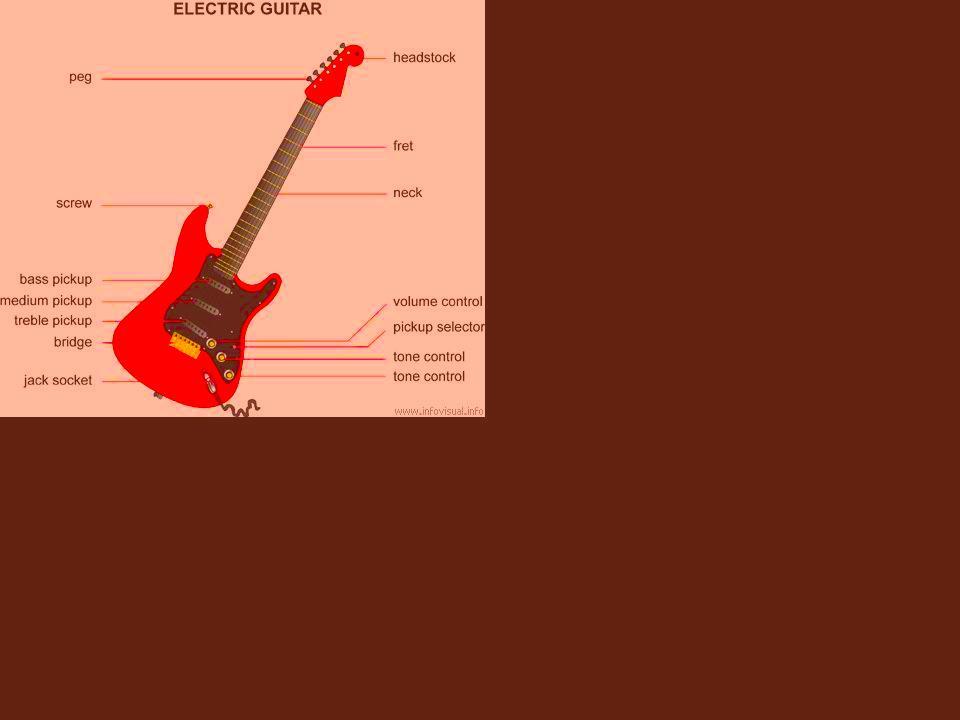 ELECTRIC GUITAR
headstock
peg
fret
neck
screw
bass pickup
medium pickup
treble pickup
bridge
jack socket
volume control
pickup selector
tone control
tone control
www.infovisual.info